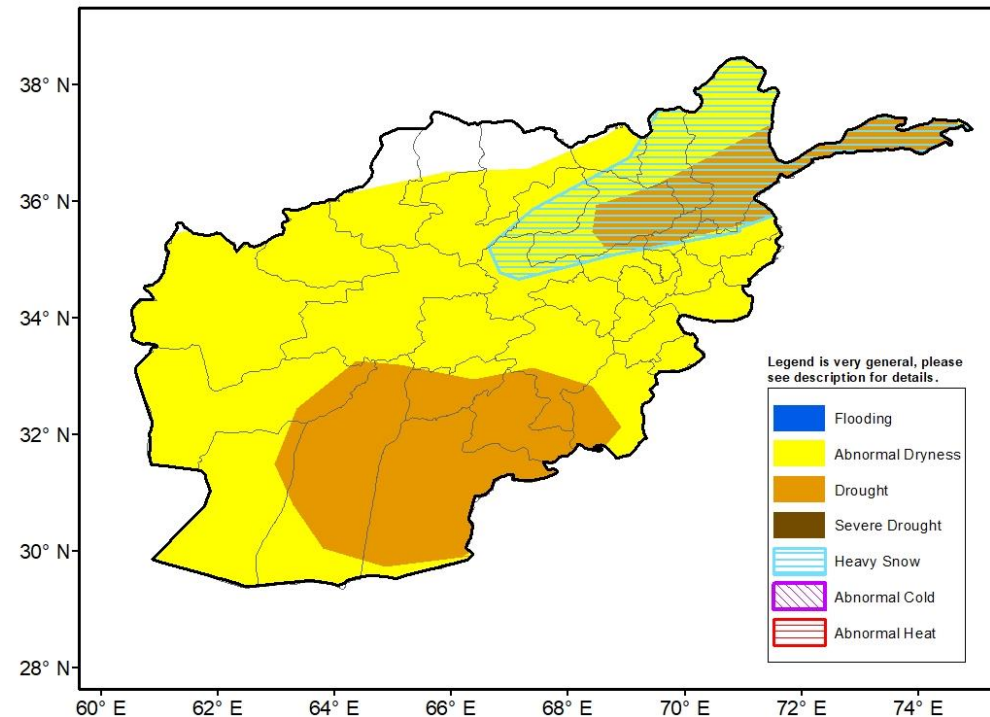 38° N
36° N
34° N
32° N
30° N
28° N
60° E 62° E 64° E 66° E 68° E 70° E 72° E 74° E
Legend is very general, please
see description for details.
Flooding
Abnormal Dryness
Drought
Severe Drought
Heavy Snow
Abnormal Cold
Abnormal Heat